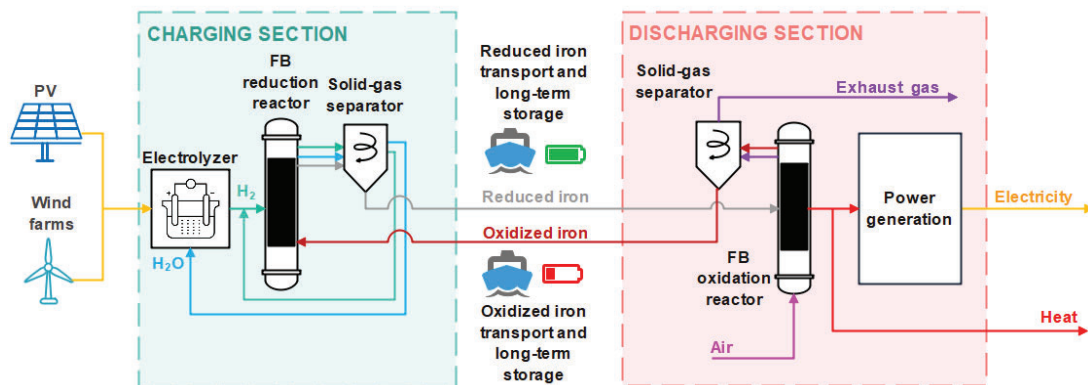 CHARGING SECTION
FB
reduction
reactor
Solid-gas
separator
PV
Electrolyzer
+
-
H₂
Wind
farms
H₂O
Reduced iron
transport and
long-term
storage
Reduced iron
Oxidized iron
Oxidized iron
transport and
long-term
storage
DISCHARGING SECTION
Solid-gas
separator
Exhaust gas
Power
generation
Electricity
FB
oxidation
reactor
Heat
Air